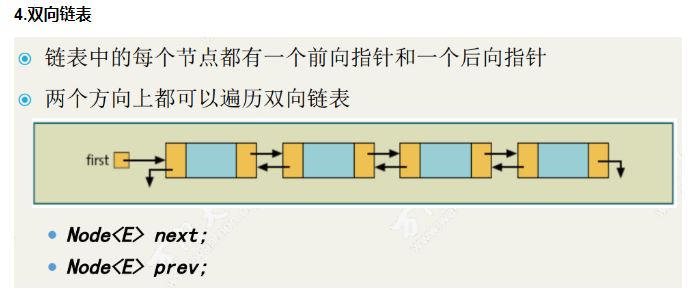 4.双向链表
链表中的每个节点都有一个前向指针和一个后向指针
两个方向上都可以遍历双向链表
first
Node<E> next;
Node<E> prev;